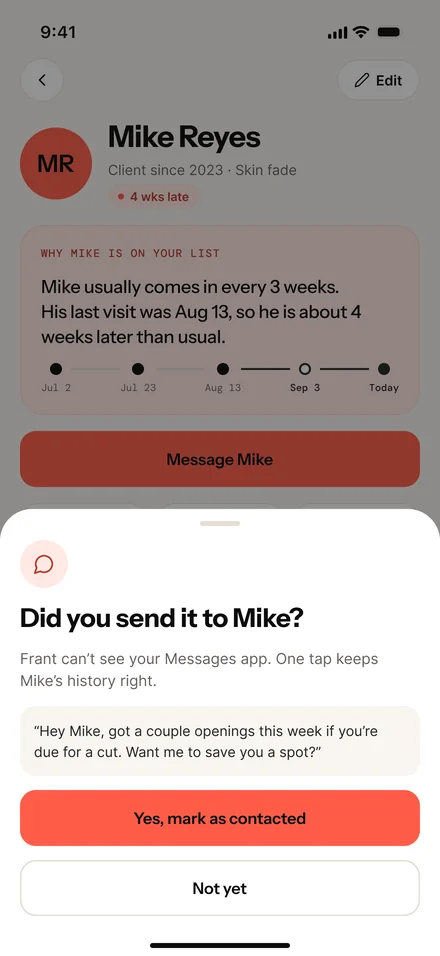 9:41
Edit
MR
Mike Reyes
Client since 2023 · Skin fade
4 wks late
WHY MIKE IS ON YOUR LIST
Mike usually comes in every 3 weeks.
His last visit was Aug 13, so he is about 4
weeks later than usual.
Jul 2
Jul 23
Aug 13
Sep 3
Today
Message Mike
Did you send it to Mike?
Frant can’t see your Messages app. One tap keeps
Mike’s history right.
“Hey Mike, got a couple openings this week if you’re
due for a cut. Want me to save you a spot?”
Yes, mark as contacted
Not yet